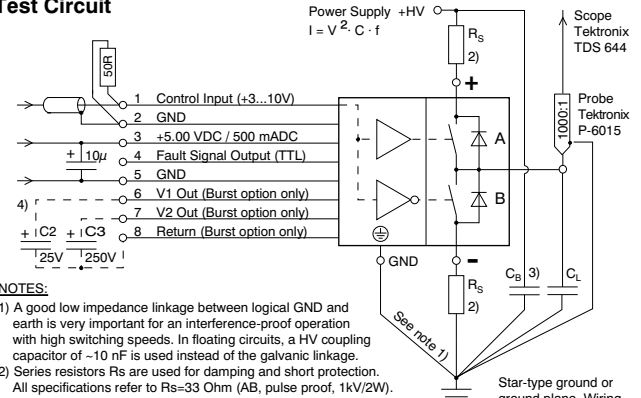 Test Circuit
Power Supply +HV
I = V 2· C · f
RS
2)
Scope
Tektronix
TDS 644
50R
+
1 Control Input (+3...10V)
2 GND
3 +5.00 VDC / 500 mADC
4 Fault Signal Output (TTL)
5 GND
6 V1 Out (Burst option only)
7 V2 Out (Burst option only)
8 Return (Burst option only)
+ 10µ
4)
+ C2
25V
+ C3
250V
A
B
1000:1
Probe
Tektronix
P-6015
GND
-
RS
2)
CB 3)
CL
See note 1)
NOTES:
1) A good low impedance linkage between logical GND and
earth is very important for an interference-proof operation
with high switching speeds. In floating circuits, a HV coupling
capacitor of ~10 nF is used instead of the galvanic linkage.
2) Series resistors Rs are used for damping and short protection.
All specifications refer to Rs=33 Ohm (AB, pulse proof, 1kV/2W).
Star-type ground or
ground plane. Wiring